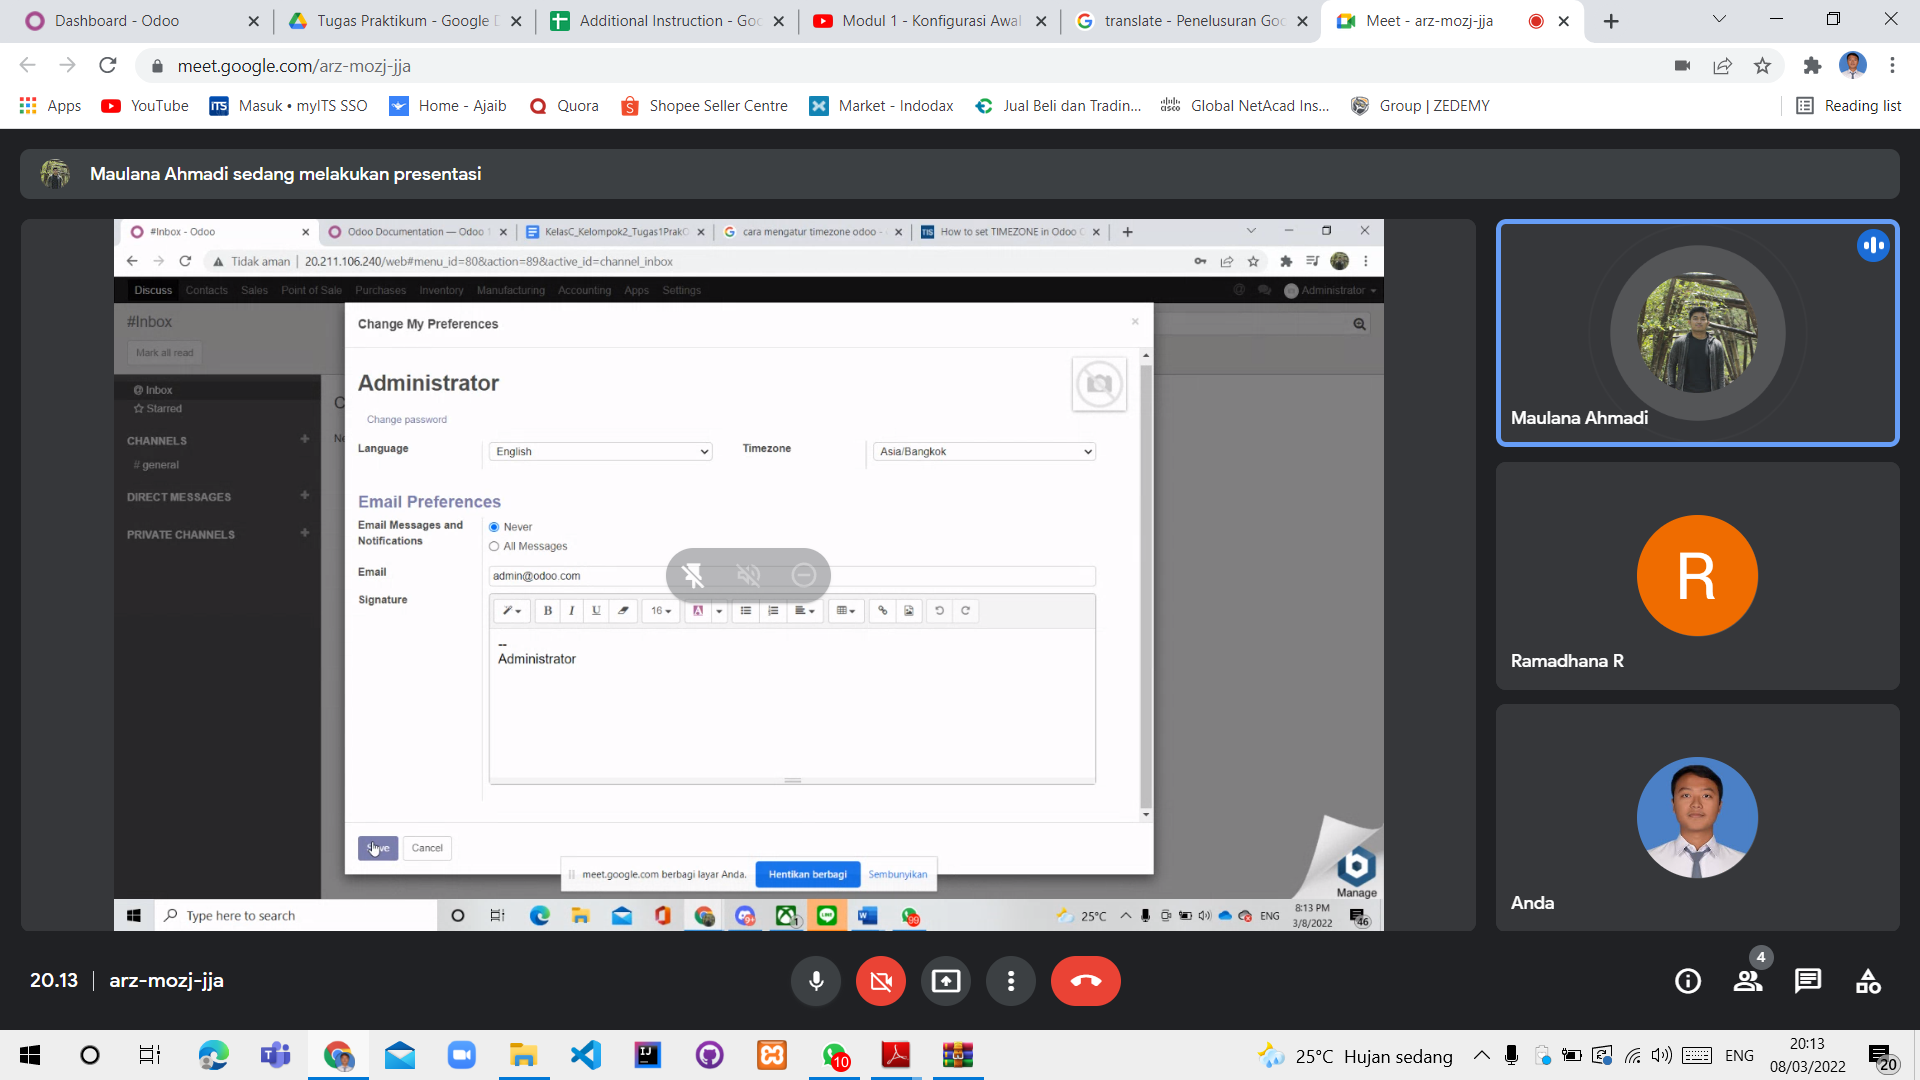 Dashboard - Odoo
Tugas Praktikum - Google D
Additional Instruction - Goo
Modul 1 - Konfigurasi Awal
translate - Penelusuran Goo
Meet - arz-mozj-jja
meet.google.com/arz-mozj-jja
Apps
YouTube
Masuk • myITS SSO
Home - Ajaib
Quora
Shopee Seller Centre
Market - Indodax
Jual Beli dan Tradin...
Global NetAcad Ins...
Group | ZEDEMY
Reading list
Maulana Ahmadi sedang melakukan presentasi
#Inbox - Odoo
Odoo Documentation — Odoo 1
KelasC_Kelompok2_Tugas1PrakO
cara mengatur timezone odoo -
How to set TIMEZONE in Odoo
Tidak aman | 20.211.106.240/web#menu_id=80&action=89&active_id=channel_inbox
Discuss Contacts Sales Point of Sale Purchases Inventory Manufacturing Accounting Apps Settings
Administrator
#Inbox
Mark all read
Inbox
Starred
CHANNELS
# general
DIRECT MESSAGES
PRIVATE CHANNELS
Change My Preferences
Administrator
Change password
Language
English
Timezone
Asia/Bangkok
Email Preferences
Email Messages and
Notifications
Never
All Messages
Email
admin@odoo.com
Signature
B I U 16 A
--
Administrator
Cancel
meet.google.com berbagi layar Anda.
Hentikan berbagi
Sembunyikan
Manage
Type here to search
25°C
ENG
8:13 PM
3/8/2022
46
Maulana Ahmadi
R
Ramadhana R
Anda
20.13 | arz-mozj-jja
4
10
25°C Hujan sedang
ENG
20:13
08/03/2022
20